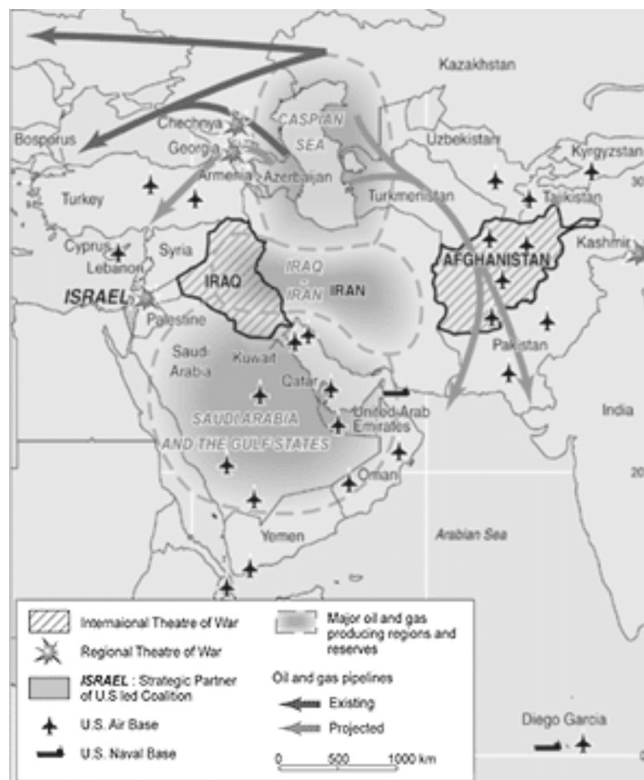 Kazakhstan
CASPIAN
SEA
Chechnya
Bosporus
Georgia
Uzbekistan
Kyrgyzstan
Armenia
Azerbaijan
30
Turkey
Turkmenistan
Tajikistan
Cyprus
Syria
Kashmir
Lebanon
AFGHANISTAN
IRAQ
IRAQ
- IRAN
IRAN
ISRAEL
Palestine
Pakistan
Saudi
Arabia
Kuwait
Qatar
India
SAUDI ARABIA
AND THE GULF STATES
United Arab
Emirates
20
Oman
Yemen
Arabian Sea
Internaional Theatre of War
Regional Theatre of War
ISRAEL : Strategic Partner
of U.S led Coalition
U.S. Air Base
U.S. Naval Base
Major oil and gas
producing regions and
reserves
Oil and gas pipelines
Existing
Projected
0 500 1000 km
Diego Garcia
0